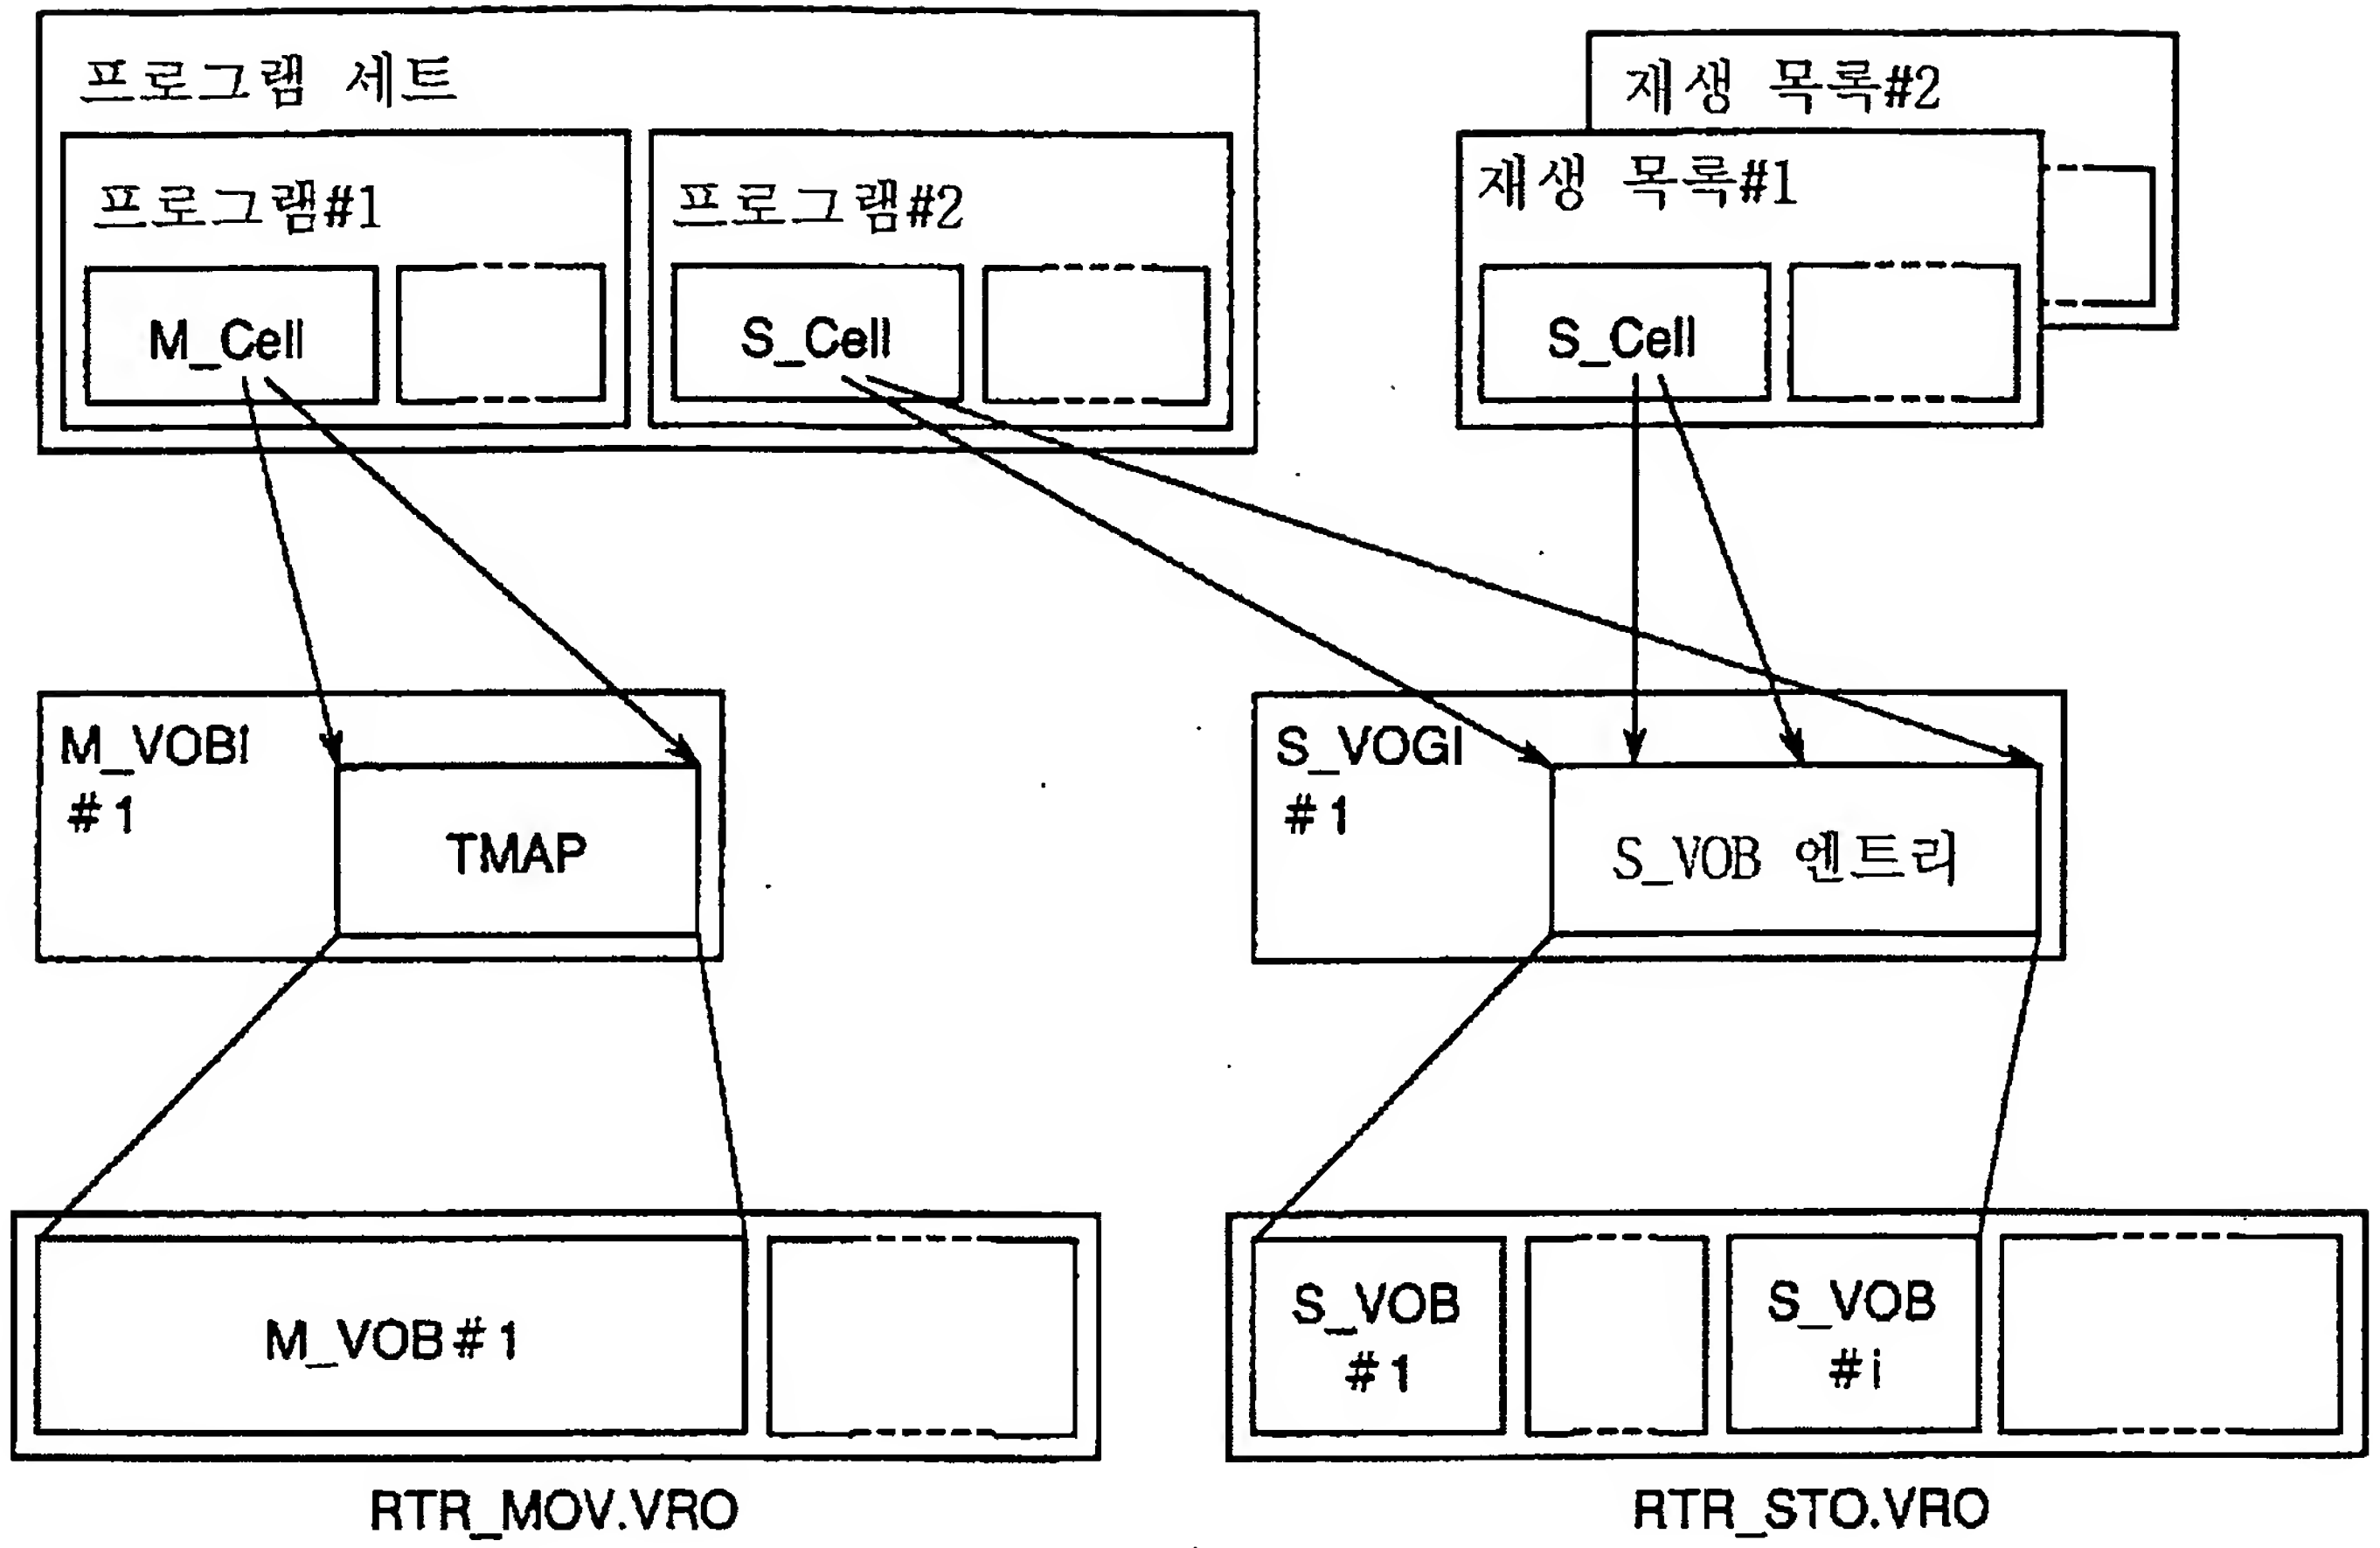 프로그램 세트
프로그램#1
프로그램#2
M_Cell
S_Cell
재생 목록#2
재생 목록#1
S_Cell
M_VOBI
#1
TMAP
S_VOGI
#1
S_VOB 엔트리
M_VOB#1
S_VOB
#1
S_VOB
#i
RTR_MOV.VRO
RTR_STO.VRO